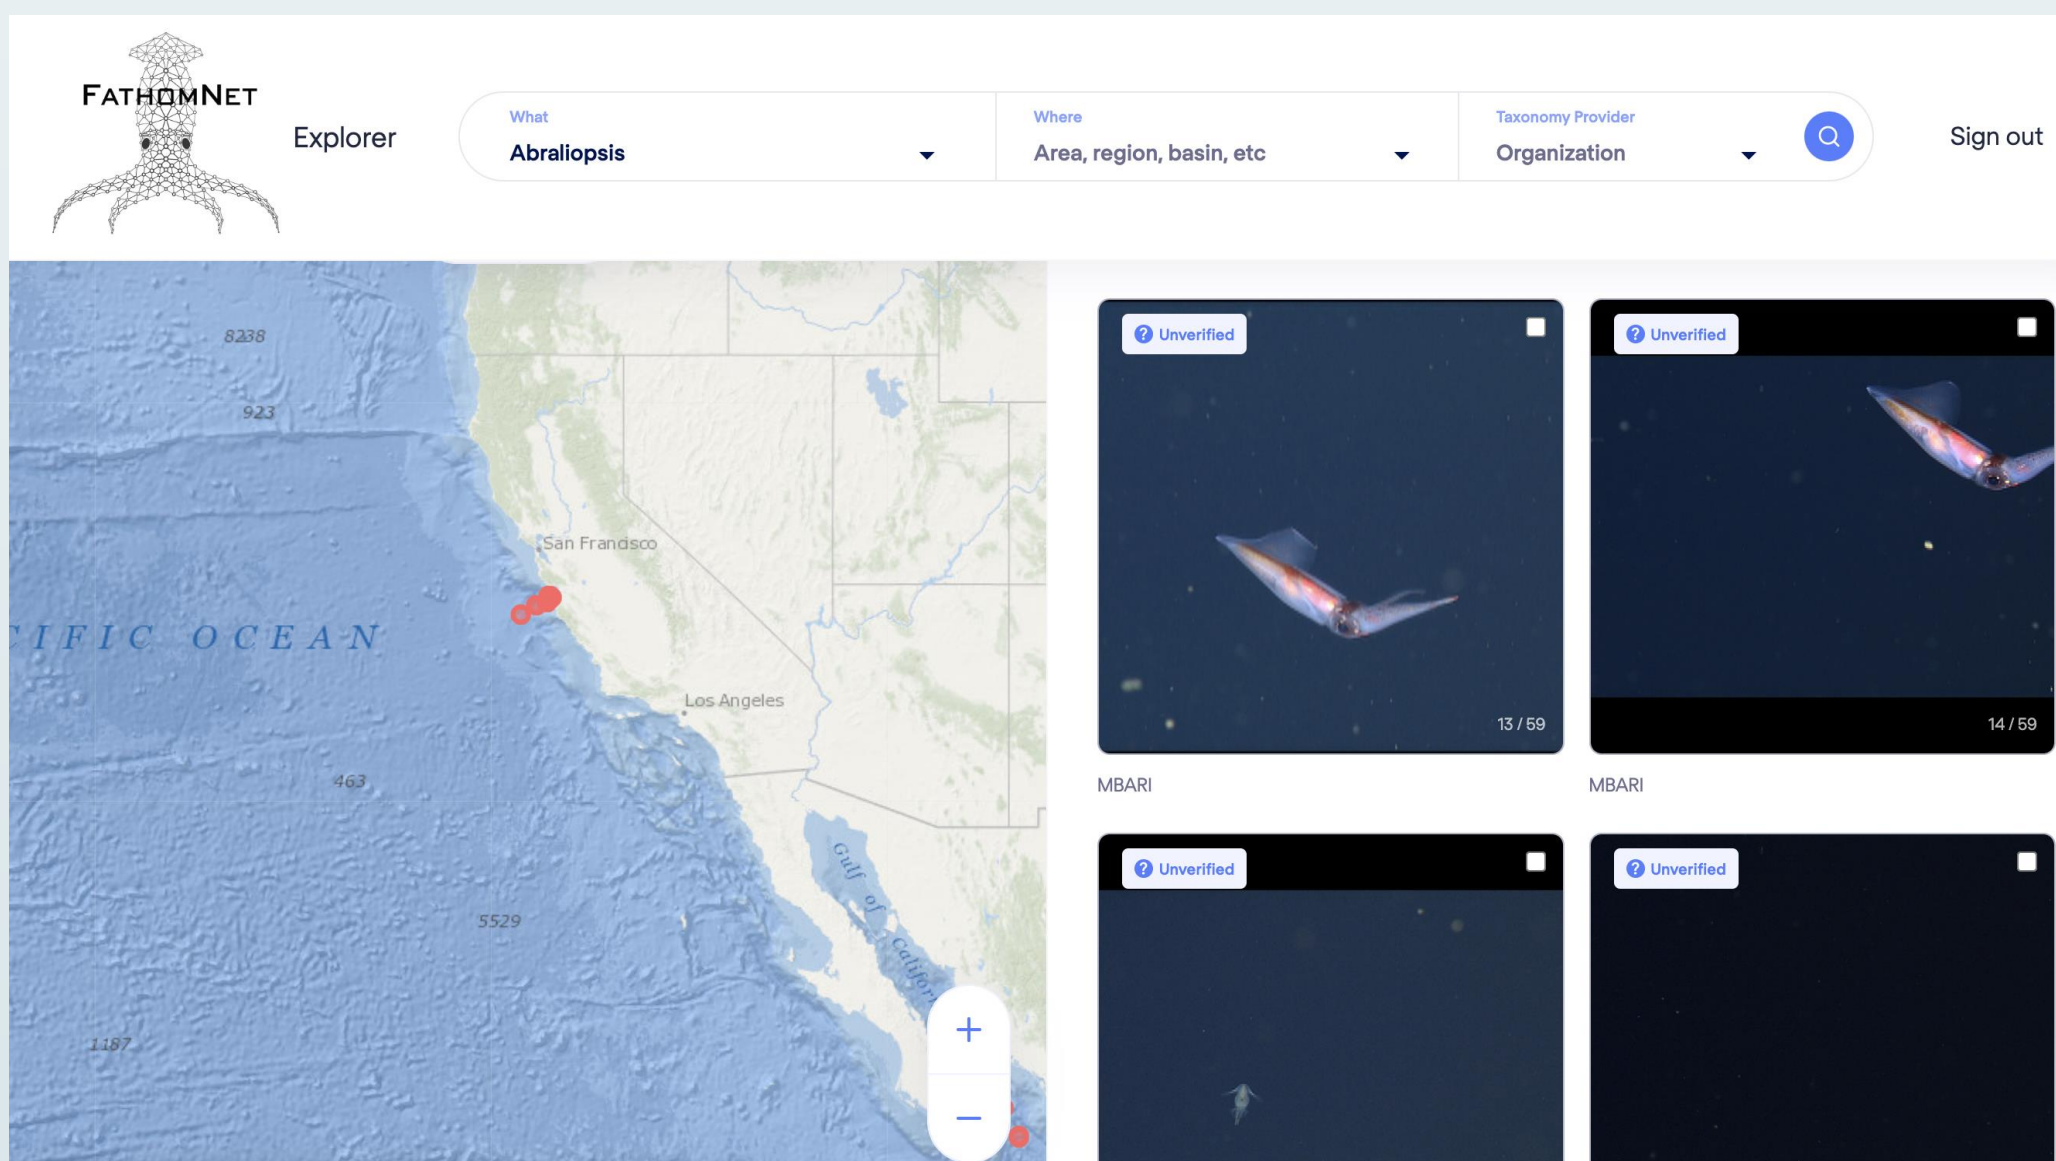 FATHOMNET
Explorer
What
Abraliopsis
Where
Area, region, basin, etc
Taxonomy Provider
Organization
Sign out
8238
923
San Francisco
CIFIC OCEAN
Los Angeles
463
Gulf of
Californ
5529
1187
+
−
? Unverified
13 / 59
MBARI
? Unverified
14 / 59
MBARI
? Unverified
? Unverified